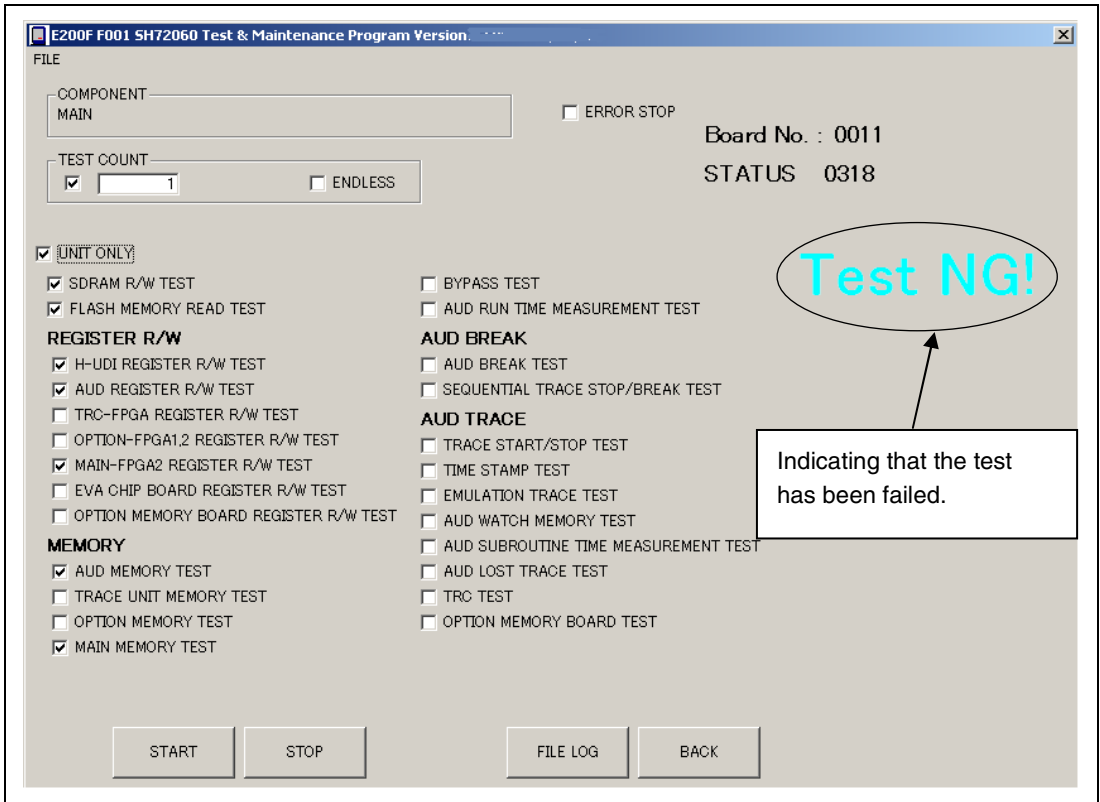 E200F F001 SH72060 Test & Maintenance Program Version.
FILE
COMPONENT
MAIN
ERROR STOP
Board No. : 0011
TEST COUNT
1
ENDLESS
STATUS 0318
UNIT ONLY
Test NG!
SDRAM R/W TEST
FLASH MEMORY READ TEST
REGISTER R/W
H-UDI REGISTER R/W TEST
AUD REGISTER R/W TEST
TRC-FPGA REGISTER R/W TEST
OPTION-FPGA1,2 REGISTER R/W TEST
MAIN-FPGA2 REGISTER R/W TEST
EVA CHIP BOARD REGISTER R/W TEST
OPTION MEMORY BOARD REGISTER R/W TEST
MEMORY
AUD MEMORY TEST
TRACE UNIT MEMORY TEST
OPTION MEMORY TEST
MAIN MEMORY TEST
BYPASS TEST
AUD RUN TIME MEASUREMENT TEST
AUD BREAK
AUD BREAK TEST
SEQUENTIAL TRACE STOP/BREAK TEST
AUD TRACE
TRACE START/STOP TEST
TIME STAMP TEST
EMULATION TRACE TEST
AUD WATCH MEMORY TEST
AUD SUBROUTINE TIME MEASUREMENT TEST
AUD LOST TRACE TEST
TRC TEST
OPTION MEMORY BOARD TEST
Indicating that the test
has been failed.
START
STOP
FILE LOG
BACK